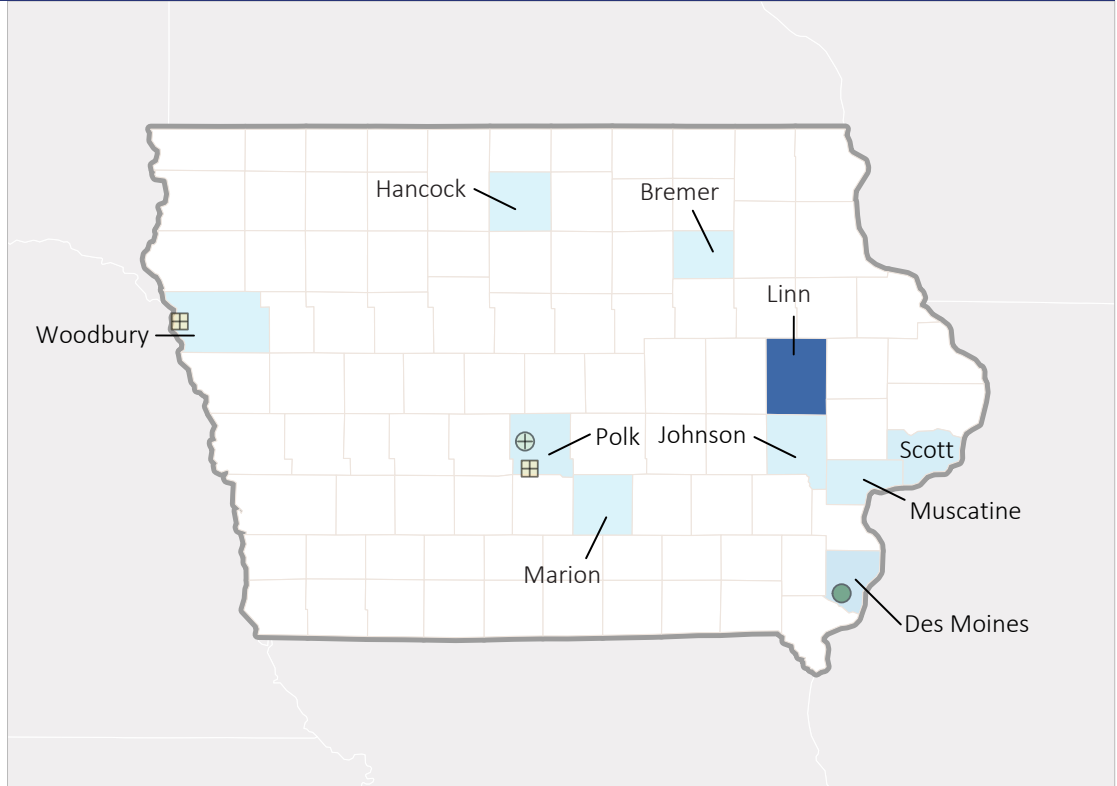 Hancock
Bremer
Linn
Woodbury
Polk
Johnson
Scott
Muscatine
Marion
Des Moines